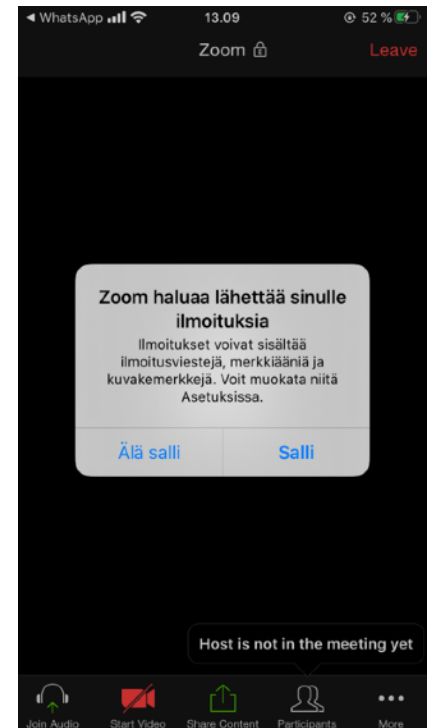 ◀ WhatsApp 13.09 52 %
Zoom Leave
Zoom haluaa lähettää sinulle
ilmoituksia
Ilmoitukset voivat sisältää
ilmoitusviestejä, merkkiääniä ja
kuvakemerkkejä. Voit muokata niitä
Asetuksissa.
Älä salli Salli
Host is not in the meeting yet
Join Audio Start Video Share Content Participants More